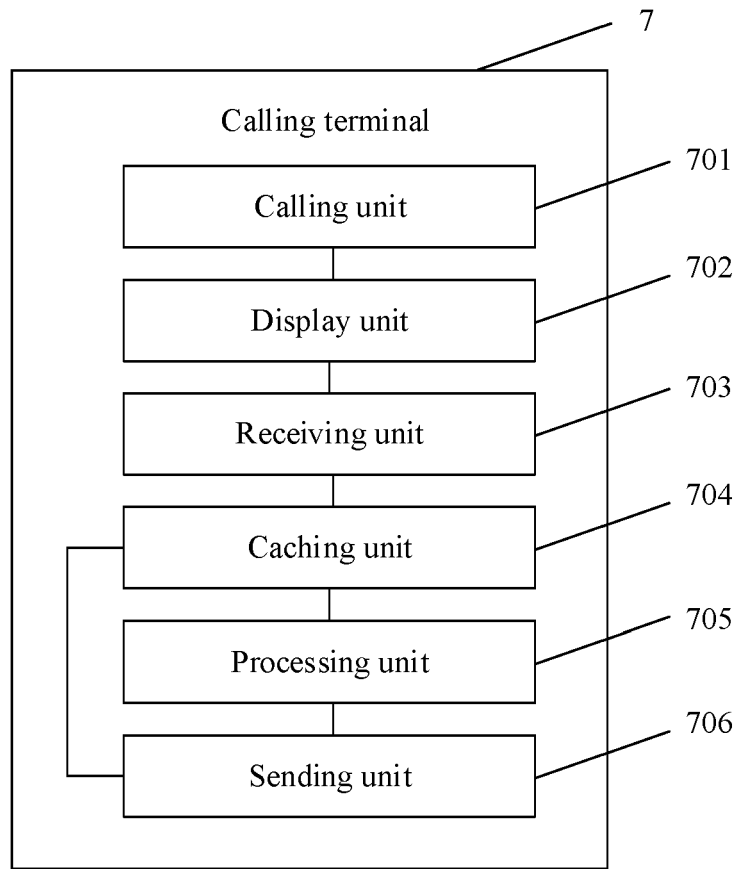 7
Calling terminal
701
Calling unit
702
Display unit
703
Receiving unit
704
Caching unit
705
Processing unit
706
Sending unit